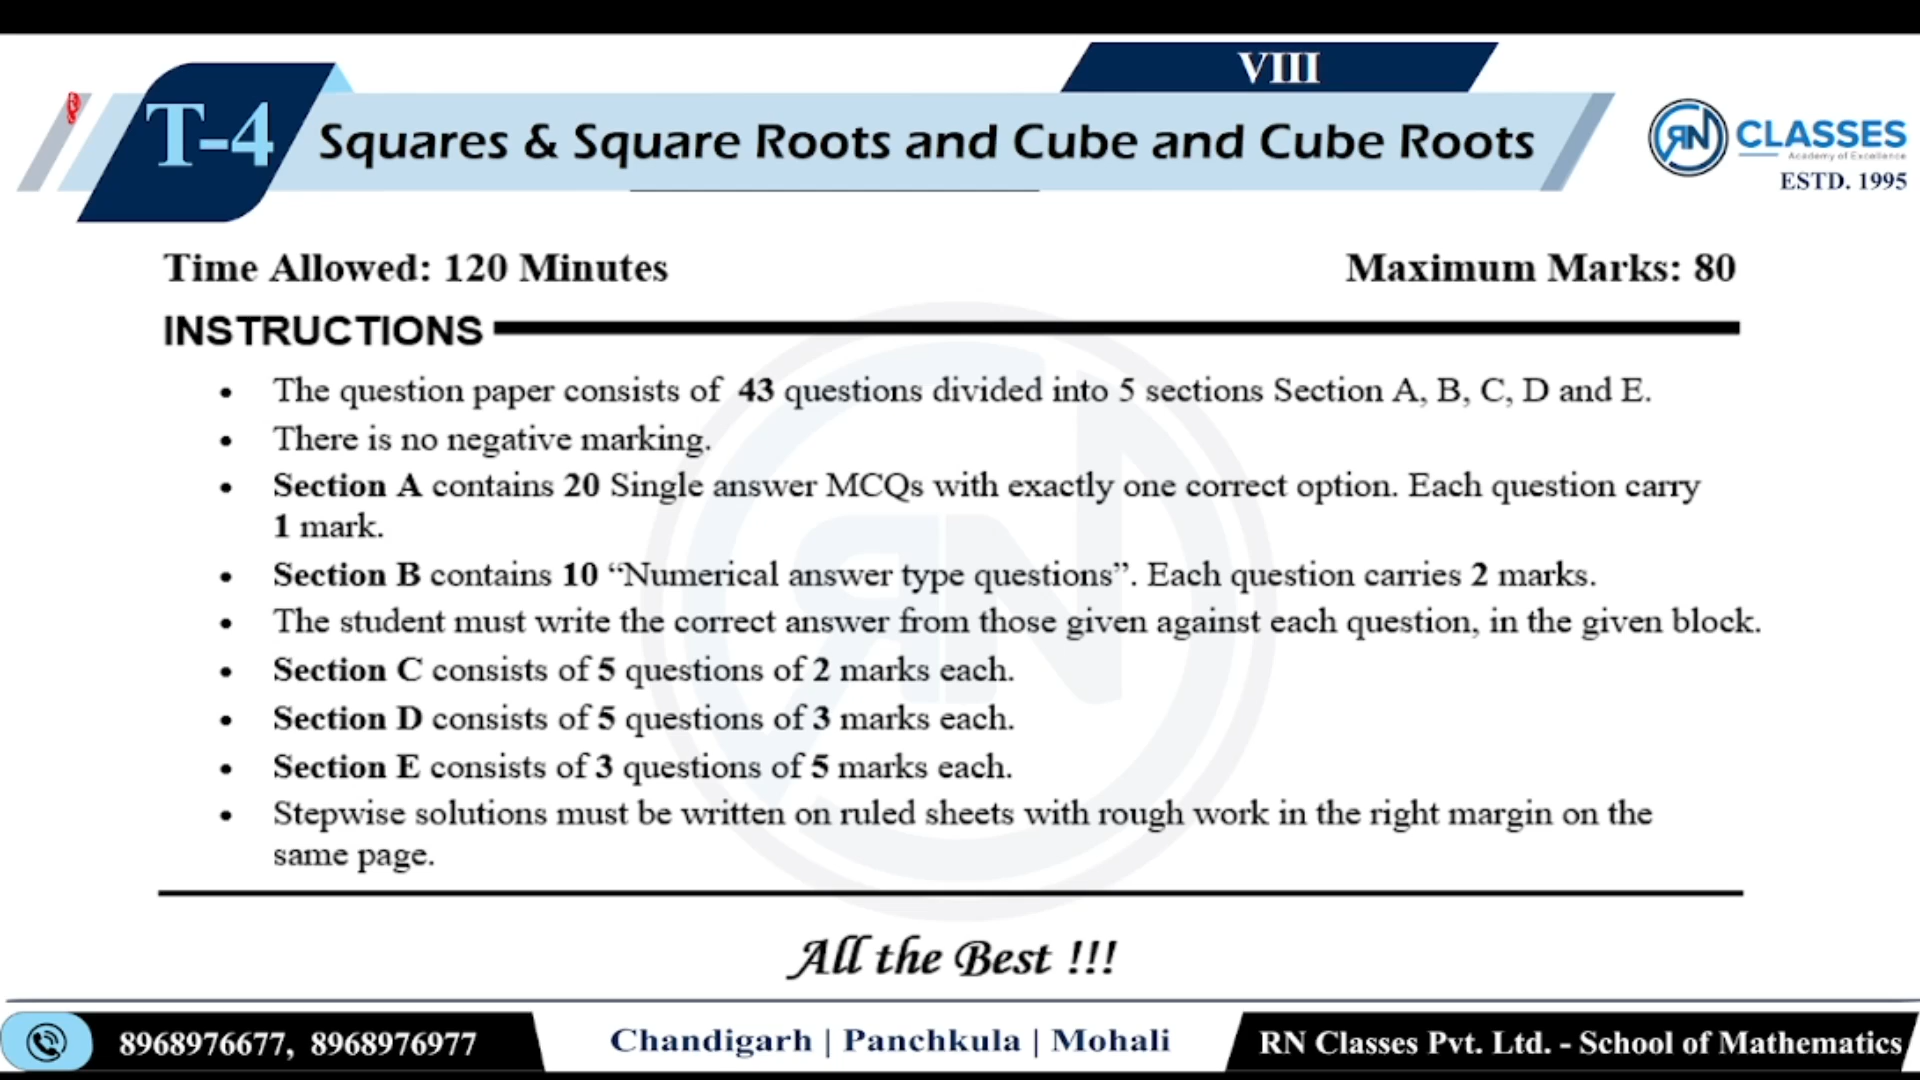 VIII
T-4
Squares & Square Roots and Cube and Cube Roots
RN CLASSES
Academy of Excellence
ESTD. 1995
Time Allowed: 120 Minutes
Maximum Marks: 80
INSTRUCTIONS
• The question paper consists of 43 questions divided into 5 sections Section A, B, C, D and E.
• There is no negative marking.
• Section A contains 20 Single answer MCQs with exactly one correct option. Each question carry
1 mark.
• Section B contains 10 “Numerical answer type questions”. Each question carries 2 marks.
• The student must write the correct answer from those given against each question, in the given block.
• Section C consists of 5 questions of 2 marks each.
• Section D consists of 5 questions of 3 marks each.
• Section E consists of 3 questions of 5 marks each.
• Stepwise solutions must be written on ruled sheets with rough work in the right margin on the
same page.
All the Best !!!
8968976677, 8968976977
Chandigarh | Panchkula | Mohali
RN Classes Pvt. Ltd. - School of Mathematics